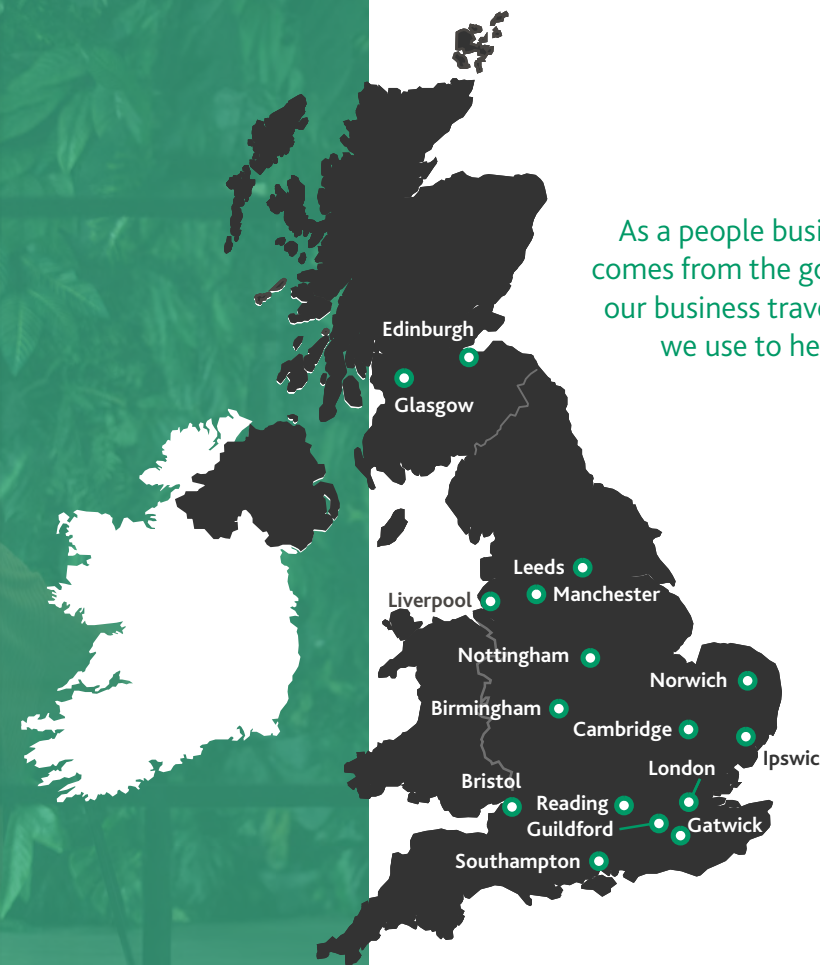 As a people busi
comes from the go
our business trav
we use to he
Edinburgh
Glasgow
Leeds
Manchester
Liverpool
Nottingham
Norwich
Birmingham
Cambridge
Ipswic
London
Bristol
Reading
Guildford
Gatwick
Southampton